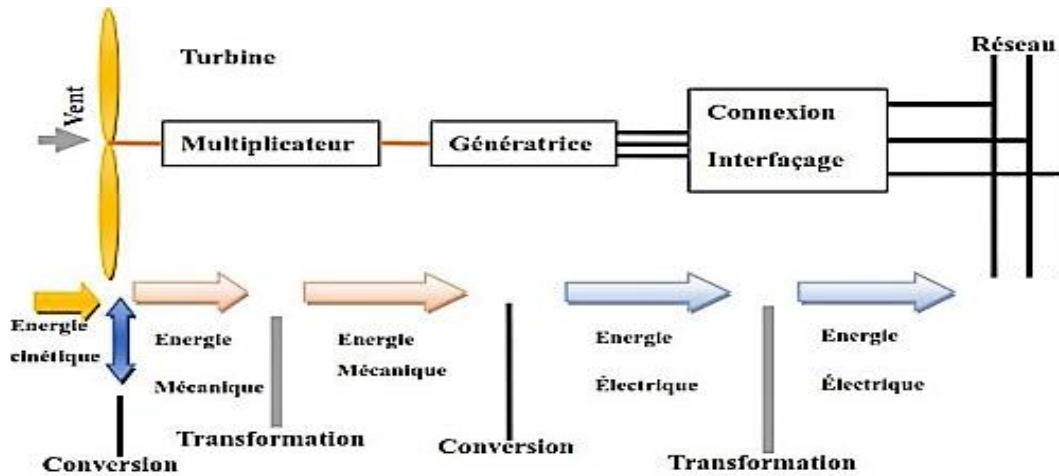 Réseau
Turbine
Vent
Connexion
Multiplicateur
Génératrice
Interfaçage
Energie
cinétique
Energie
Mécanique
Energie
Mécanique
Energie
Électrique
Energie
Électrique
Transformation
Conversion
Conversion
Transformation